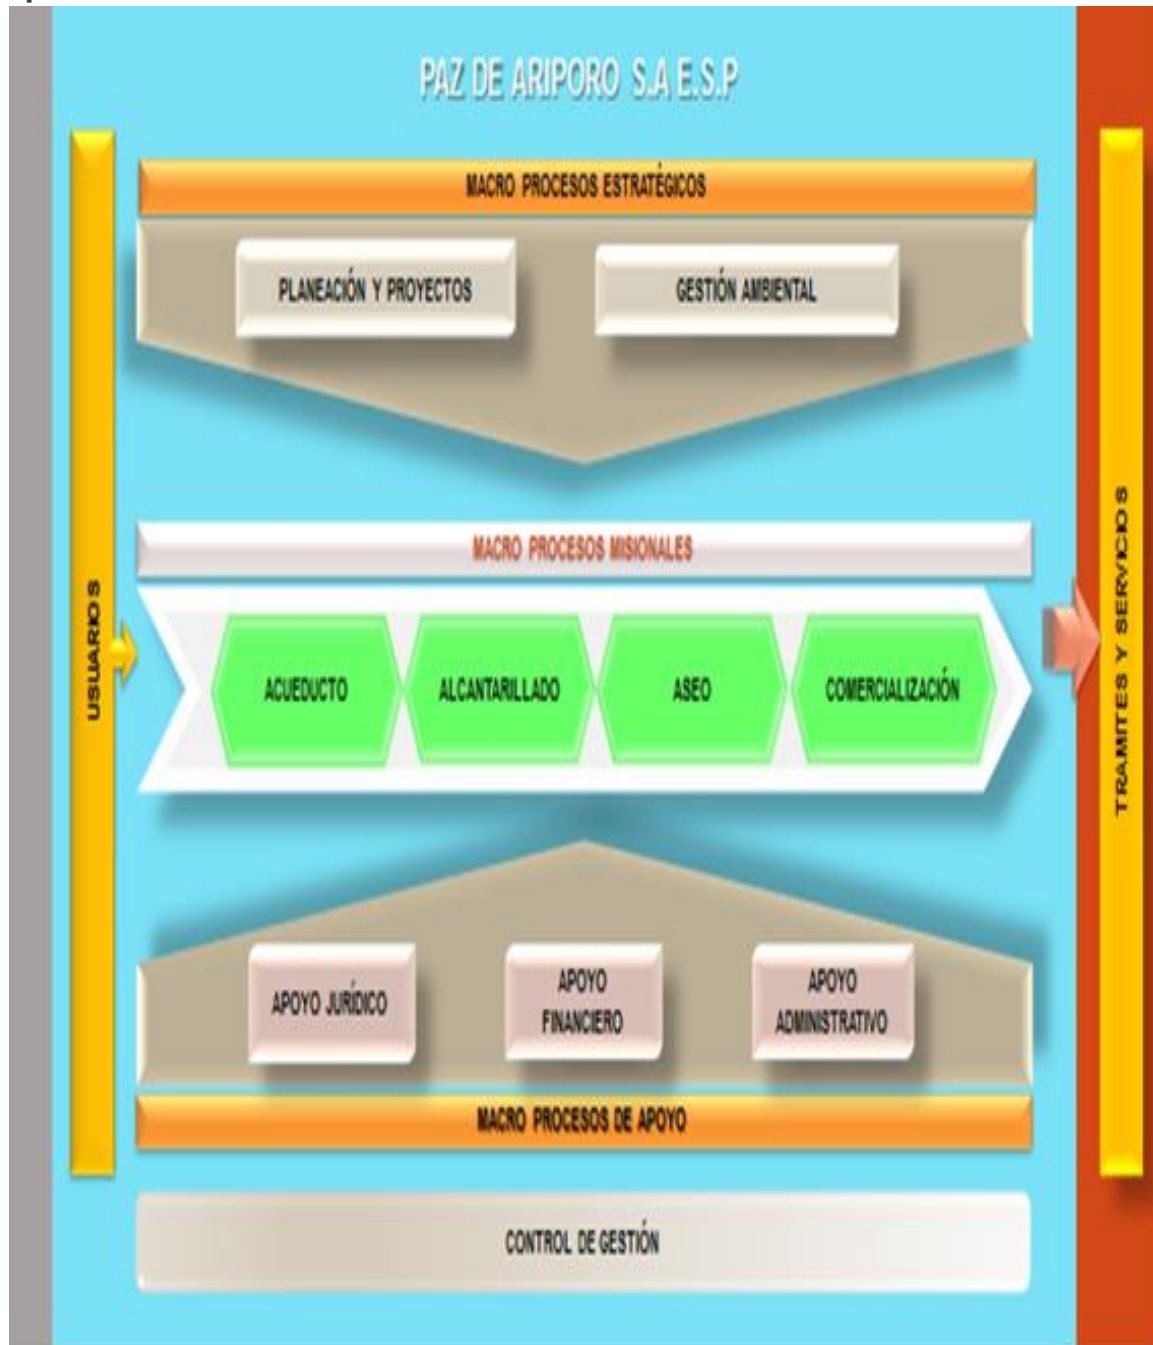 PAZ DE ARIPORO S.A E.S.P
MACRO PROCESOS ESTRATÉGICOS
PLANEACIÓN Y PROYECTOS
GESTIÓN AMBIENTAL
USUARIOS
MACRO PROCESOS MISIONALES
ACUEDUCTO
ALCANTARILLADO
ASEO
COMERCIALIZACIÓN
TRAMITES Y SERVICIOS
APOYO JURÍDICO
APOYO
FINANCIERO
APOYO
ADMINISTRATIVO
MACRO PROCESOS DE APOYO
CONTROL DE GESTIÓN